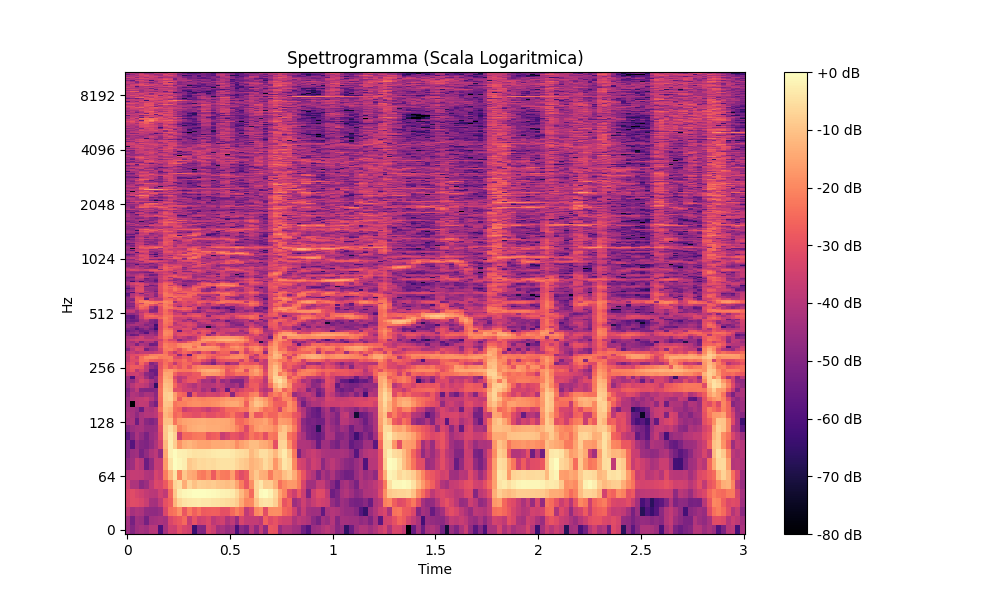 Spettrogramma (Scala Logaritmica)
Hz
8192
4096
2048
1024
512
256
128
64
0
0
0.5
1
1.5
2
2.5
3
Time
+0 dB
-10 dB
-20 dB
-30 dB
-40 dB
-50 dB
-60 dB
-70 dB
-80 dB